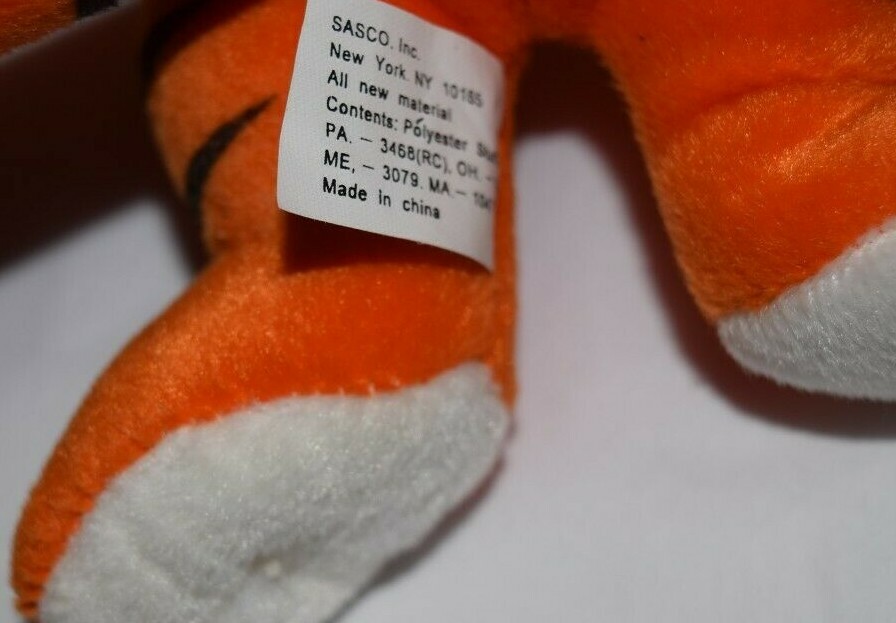 SASCO. Inc.
New York. NY 10165
All new material
Contents: Polyester
PA. – 3468(RC), OH. –
ME, – 3079. MA. –
Made in china